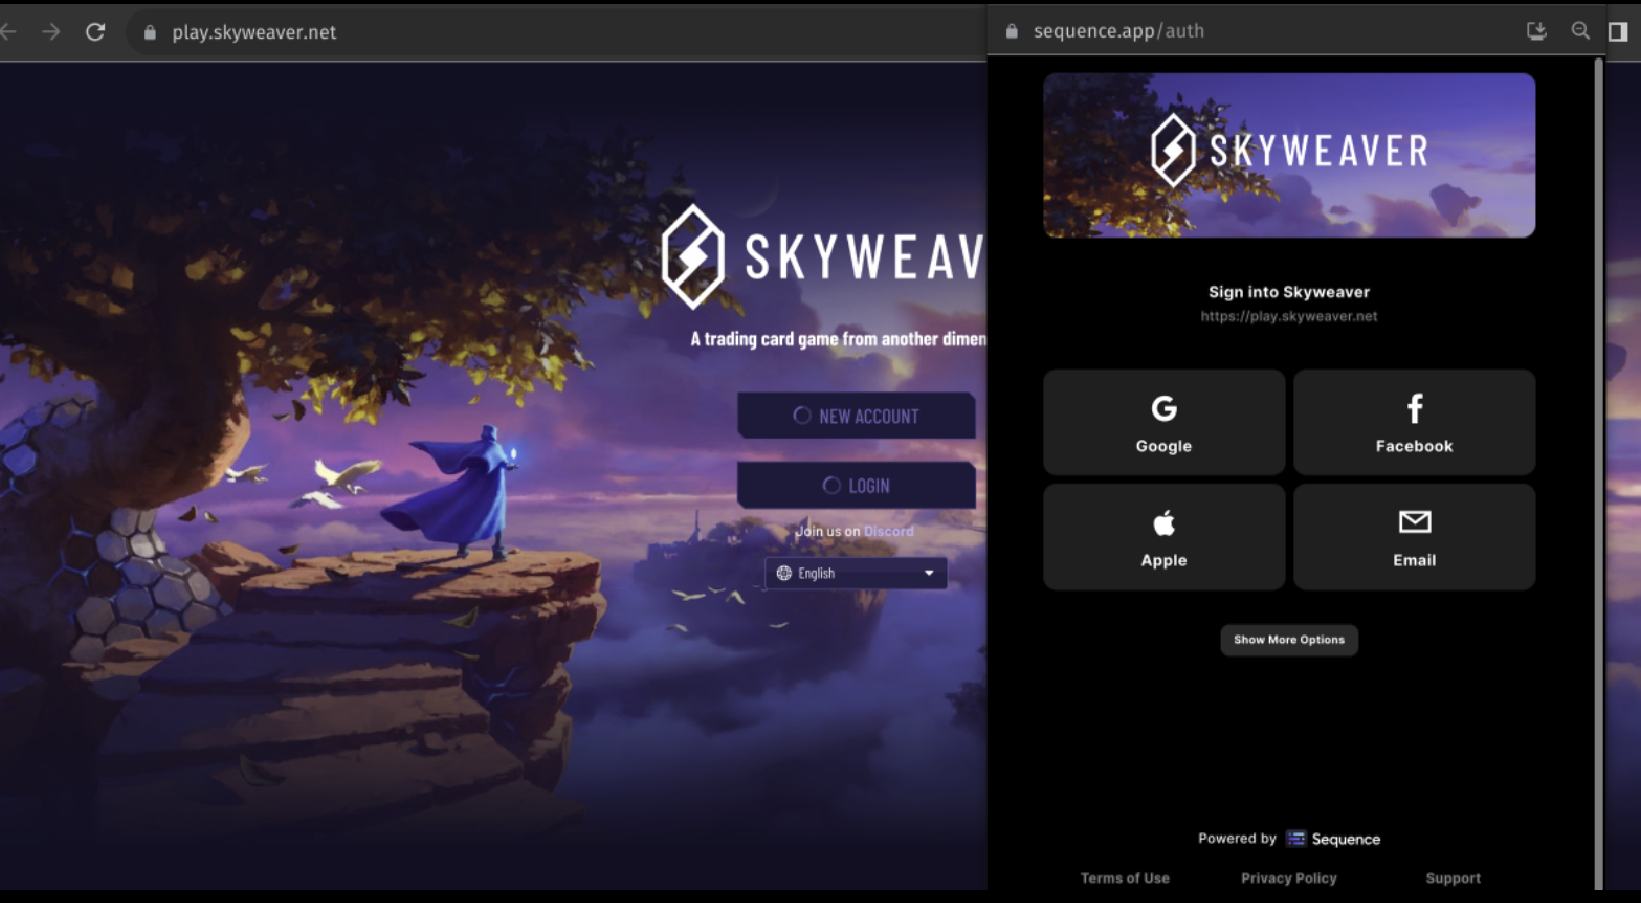 play.skyweaver.net
SKYWEAV
A trading card game from another dimen
NEW ACCOUNT
LOGIN
Join us on Discord
English
sequence.app/auth
SKYWEAVER
Sign into Skyweaver
https://play.skyweaver.net
Google
Facebook
Apple
Email
Show More Options
Powered by Sequence
Terms of Use
Privacy Policy
Support